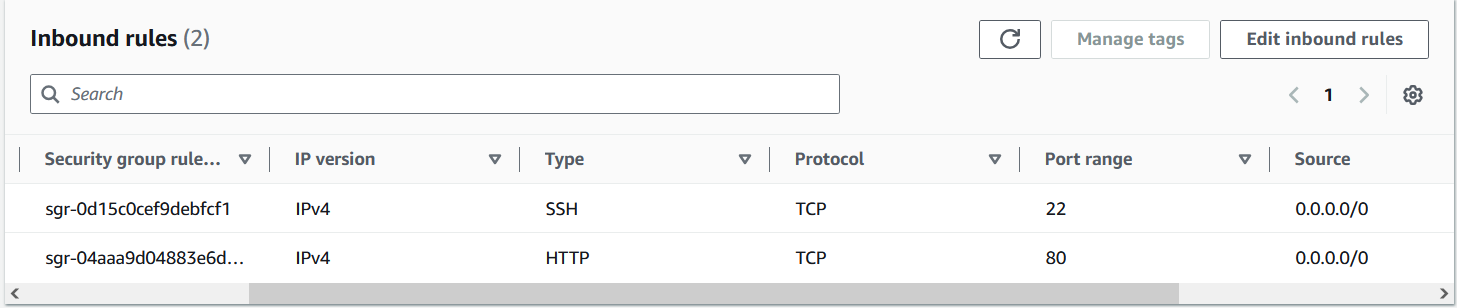 Inbound rules (2)
Manage tags
Edit inbound rules
Search
1
Security group rule... IP version Type Protocol Port range Source
sgr-0d15c0cef9debfcf1 IPv4 SSH TCP 22 0.0.0.0/0
sgr-04aaa9d04883e6d... IPv4 HTTP TCP 80 0.0.0.0/0